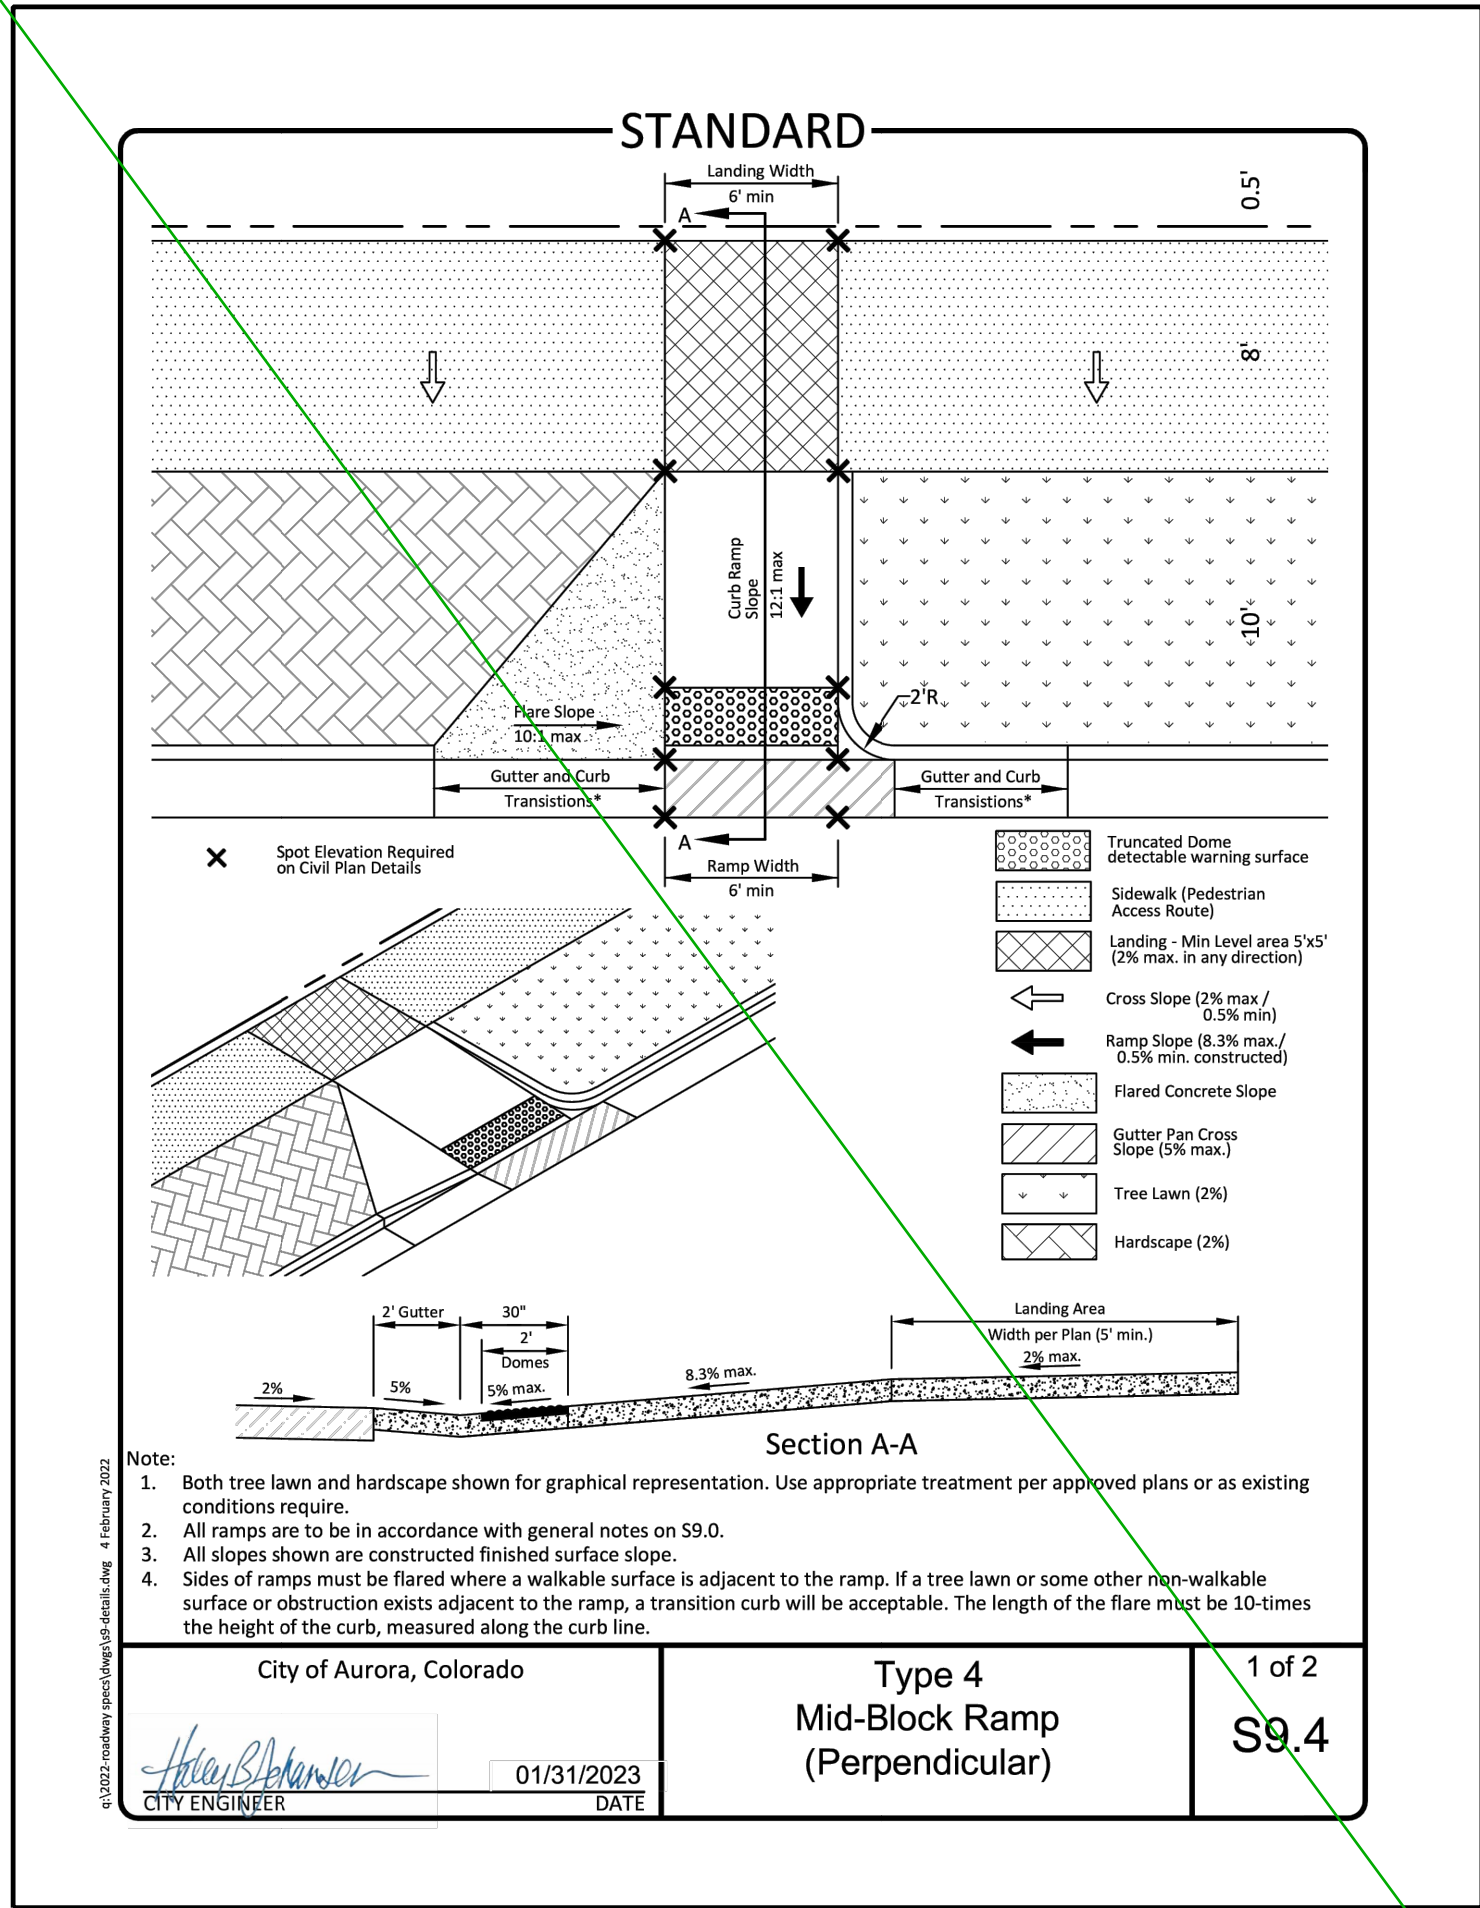 STANDARD
Landing Width
6' min
0.5'
A
8'
Curb Ramp
Slope
12:1 max
10'
2'R
Flare Slope
10:1 max
Gutter and Curb
Transistions*
Gutter and Curb
Transistions*
A
Ramp Width
6' min
Spot Elevation Required
on Civil Plan Details
Truncated Dome
detectable warning surface
Sidewalk (Pedestrian
Access Route)
Landing - Min Level area 5'x5'
(2% max. in any direction)
Cross Slope (2% max /
0.5% min)
Ramp Slope (8.3% max./
0.5% min. constructed)
Flared Concrete Slope
Gutter Pan Cross
Slope (5% max.)
Tree Lawn (2%)
Hardscape (2%)
2' Gutter
30"
2'
Domes
Landing Area
Width per Plan (5' min.)
2%
5%
5% max.
8.3% max.
2% max.
Section A-A
Note:
1. Both tree lawn and hardscape shown for graphical representation. Use appropriate treatment per approved plans or as existing
conditions require.
2. All ramps are to be in accordance with general notes on S9.0.
3. All slopes shown are constructed finished surface slope.
4. Sides of ramps must be flared where a walkable surface is adjacent to the ramp. If a tree lawn or some other non-walkable
surface or obstruction exists adjacent to the ramp, a transition curb will be acceptable. The length of the flare must be 10-times
the height of the curb, measured along the curb line.
q:\2022-roadway specs\dwgs\s9-details.dwg 4 February 2022
City of Aurora, Colorado
01/31/2023
CITY ENGINEER
DATE
Type 4
Mid-Block Ramp
(Perpendicular)
1 of 2
S9.4